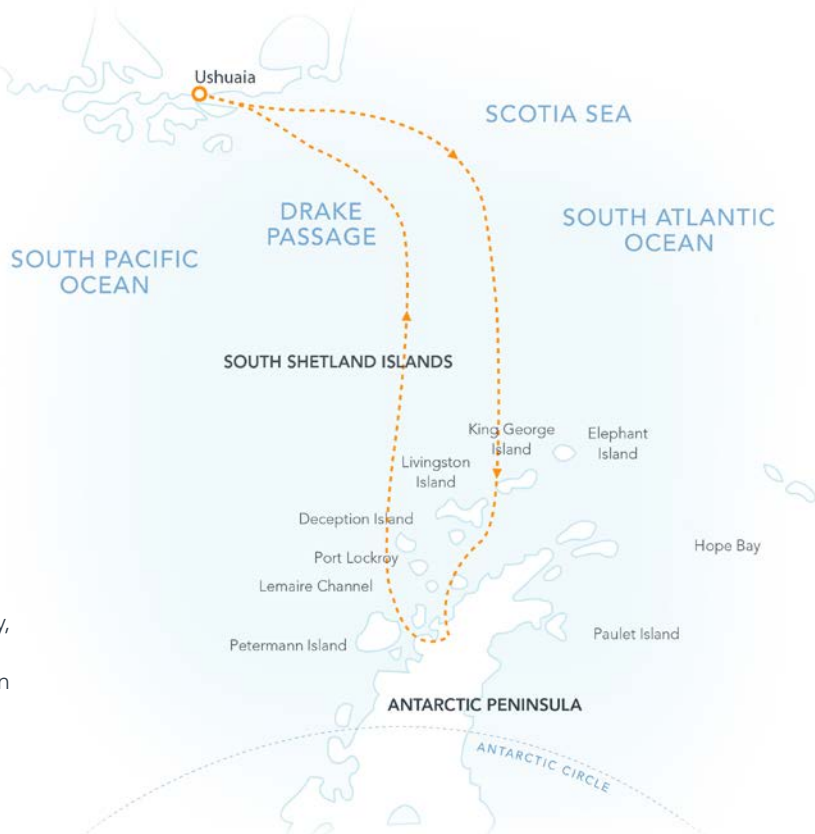 Ushuaia
SCOTIA SEA
DRAKE
PASSAGE
SOUTH ATLANTIC
OCEAN
SOUTH PACIFIC
OCEAN
SOUTH SHETLAND ISLANDS
King George
Island
Elephant
Island
Livingston
Island
Deception Island
Hope Bay
Port Lockroy
Lemaire Channel
Petermann Island
Paulet Island
ANTARCTIC PENINSULA
ANTARCTIC CIRCLE